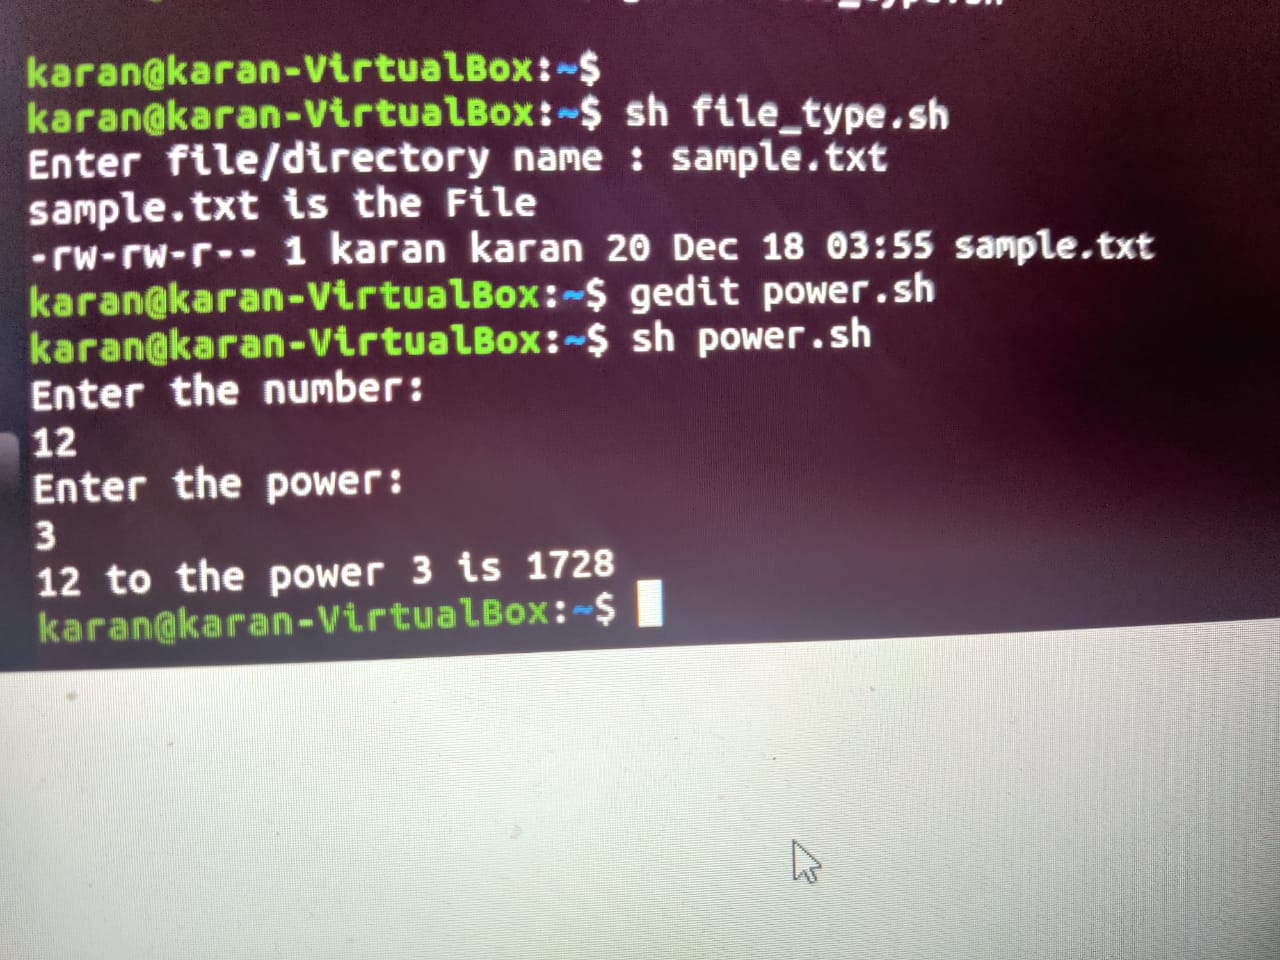 karan@karan-VirtualBox:~$
karan@karan-VirtualBox:~$ sh file_type.sh
Enter file/directory name : sample.txt
sample.txt is the File
-rw-rw-r-- 1 karan karan 20 Dec 18 03:55 sample.txt
karan@karan-VirtualBox:~$ gedit power.sh
karan@karan-VirtualBox:~$ sh power.sh
Enter the number:
12
Enter the power:
3
12 to the power 3 is 1728
karan@karan-VirtualBox:~$